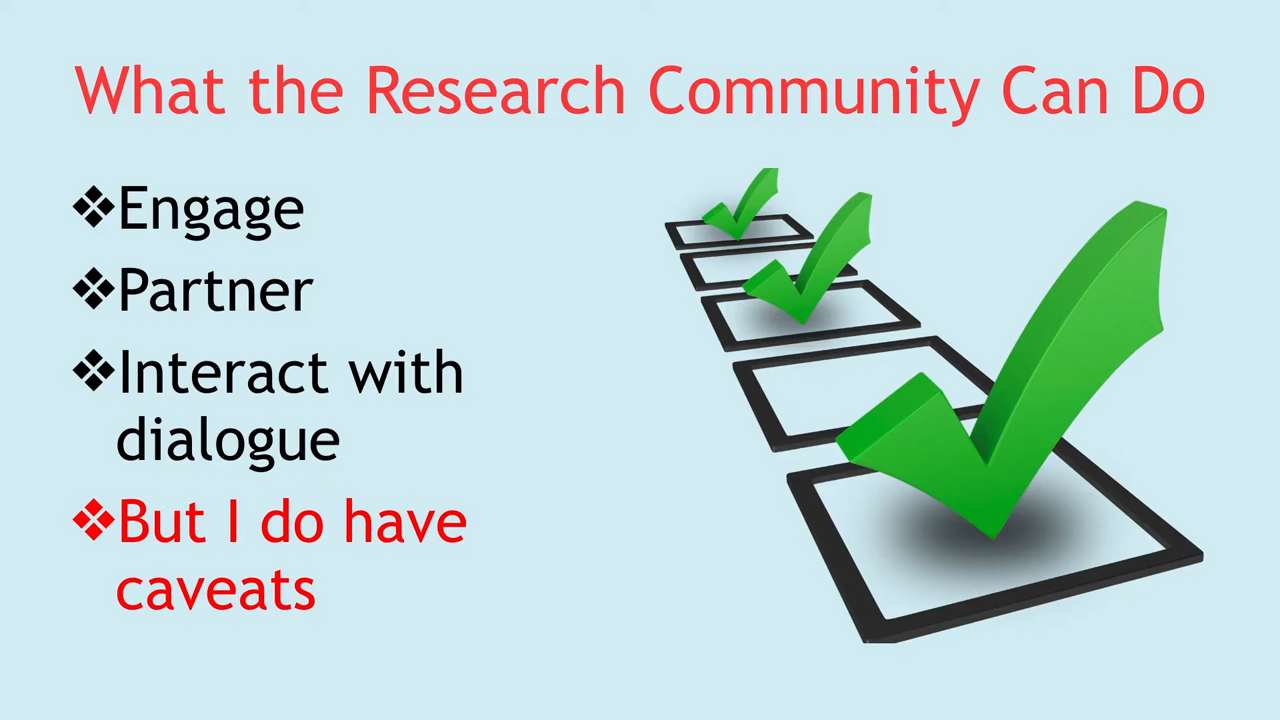 What the Research Community Can Do
❖Engage
❖Partner
❖Interact with
dialogue
❖But I do have
caveats